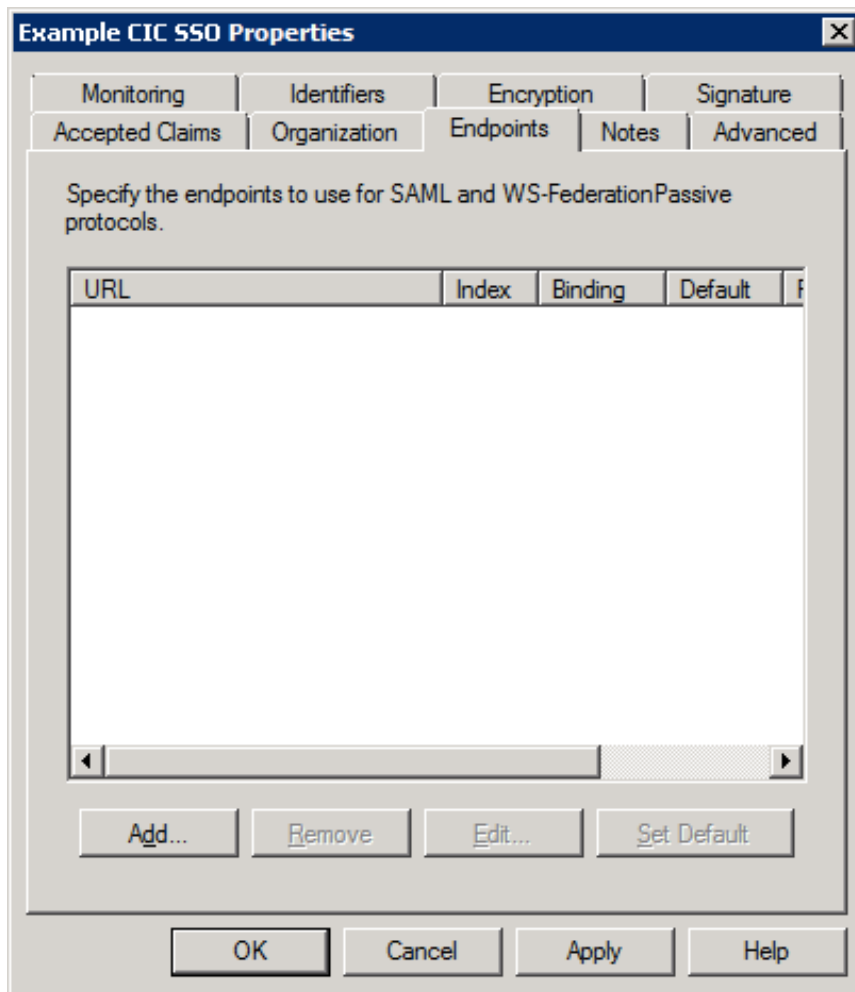 Example CIC SSO Properties
Monitoring Identifiers Encryption Signature
Accepted Claims Organization Endpoints Notes Advanced
Specify the endpoints to use for SAML and WS-FederationPassive
protocols.
URL Index Binding Default
Add... Remove Edit... Set Default
OK Cancel Apply Help